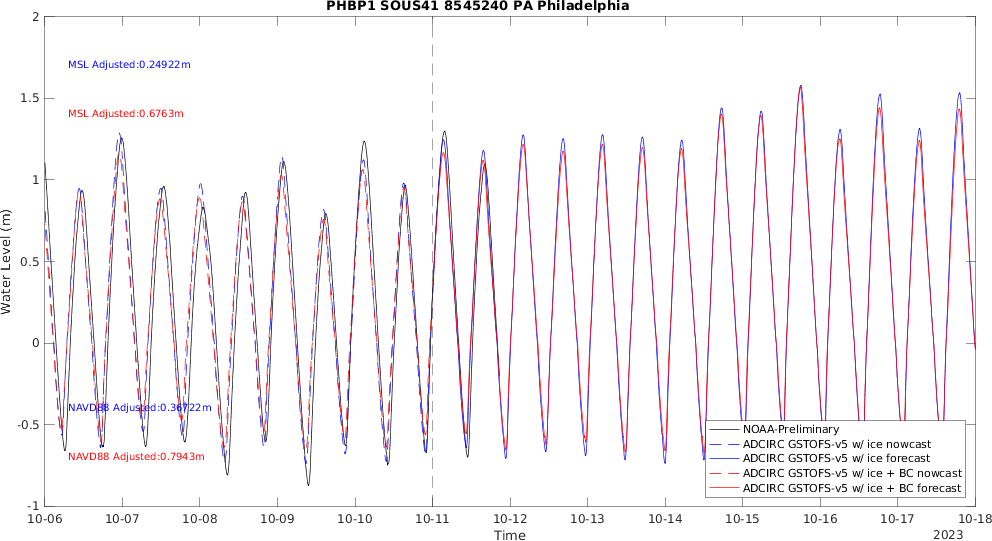 PHBP1 SOUS41 8545240 PA Philadelphia
2
1.5
1
0.5
0
-0.5
-1
Water Level (m)
MSL Adjusted:0.24922m
MSL Adjusted:0.6763m
NAVD88 Adjusted:0.36722m
NAVD88 Adjusted:0.7943m
NOAA-Preliminary
ADCIRC GSTOFS-v5 w/ ice nowcast
ADCIRC GSTOFS-v5 w/ ice forecast
ADCIRC GSTOFS-v5 w/ ice + BC nowcast
ADCIRC GSTOFS-v5 w/ ice + BC forecast
10-06 10-07 10-08 10-09 10-10 10-11 10-12 10-13 10-14 10-15 10-16 10-17 10-18
Time
2023